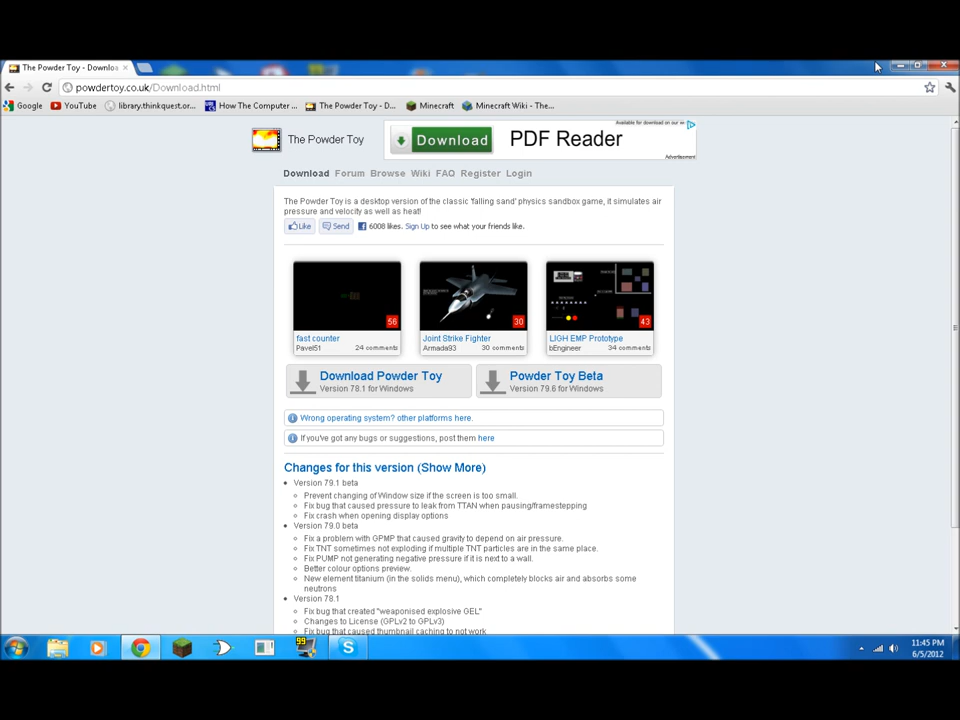 The Powder Toy - Downloa
powdertoy.co.uk/Download.html
Google YouTube library.thinkquest.or... How The Computer ... The Powder Toy - D... Minecraft Minecraft Wiki - The...
The Powder Toy
Available for download on our
Download PDF Reader
Advertisement
Download Forum Browse Wiki FAQ Register Login
The Powder Toy is a desktop version of the classic 'falling sand' physics sandbox game, it simulates air
pressure and velocity as well as heat!
Like Send 6008 likes. Sign Up to see what your friends like.
56 30 43
fast counter Joint Strike Fighter LIGH EMP Prototype
Pavel51 24 comments Armada93 30 comments bEngineer 34 comments
Download Powder Toy Powder Toy Beta
Version 78.1 for Windows Version 79.6 for Windows
Wrong operating system? other platforms here.
If you've got any bugs or suggestions, post them here
Changes for this version (Show More)
Version 79.1 beta
Prevent changing of Window size if the screen is too small.
Fix bug that caused pressure to leak from TTAN when pausing/framestepping
Fix crash when opening display options
Version 79.0 beta
Fix a problem with GPMP that caused gravity to depend on air pressure.
Fix TNT sometimes not exploding if multiple TNT particles are in the same place.
Fix PUMP not generating negative pressure if it is next to a wall.
Better colour options preview.
New element titanium (in the solids menu), which completely blocks air and absorbs some
neutrons
Version 78.1
Fix bug that created "weaponised explosive GEL"
Changes to License (GPLv2 to GPLv3)
Fix bug that caused thumbnail caching to not work
99
11:45 PM
6/5/2012